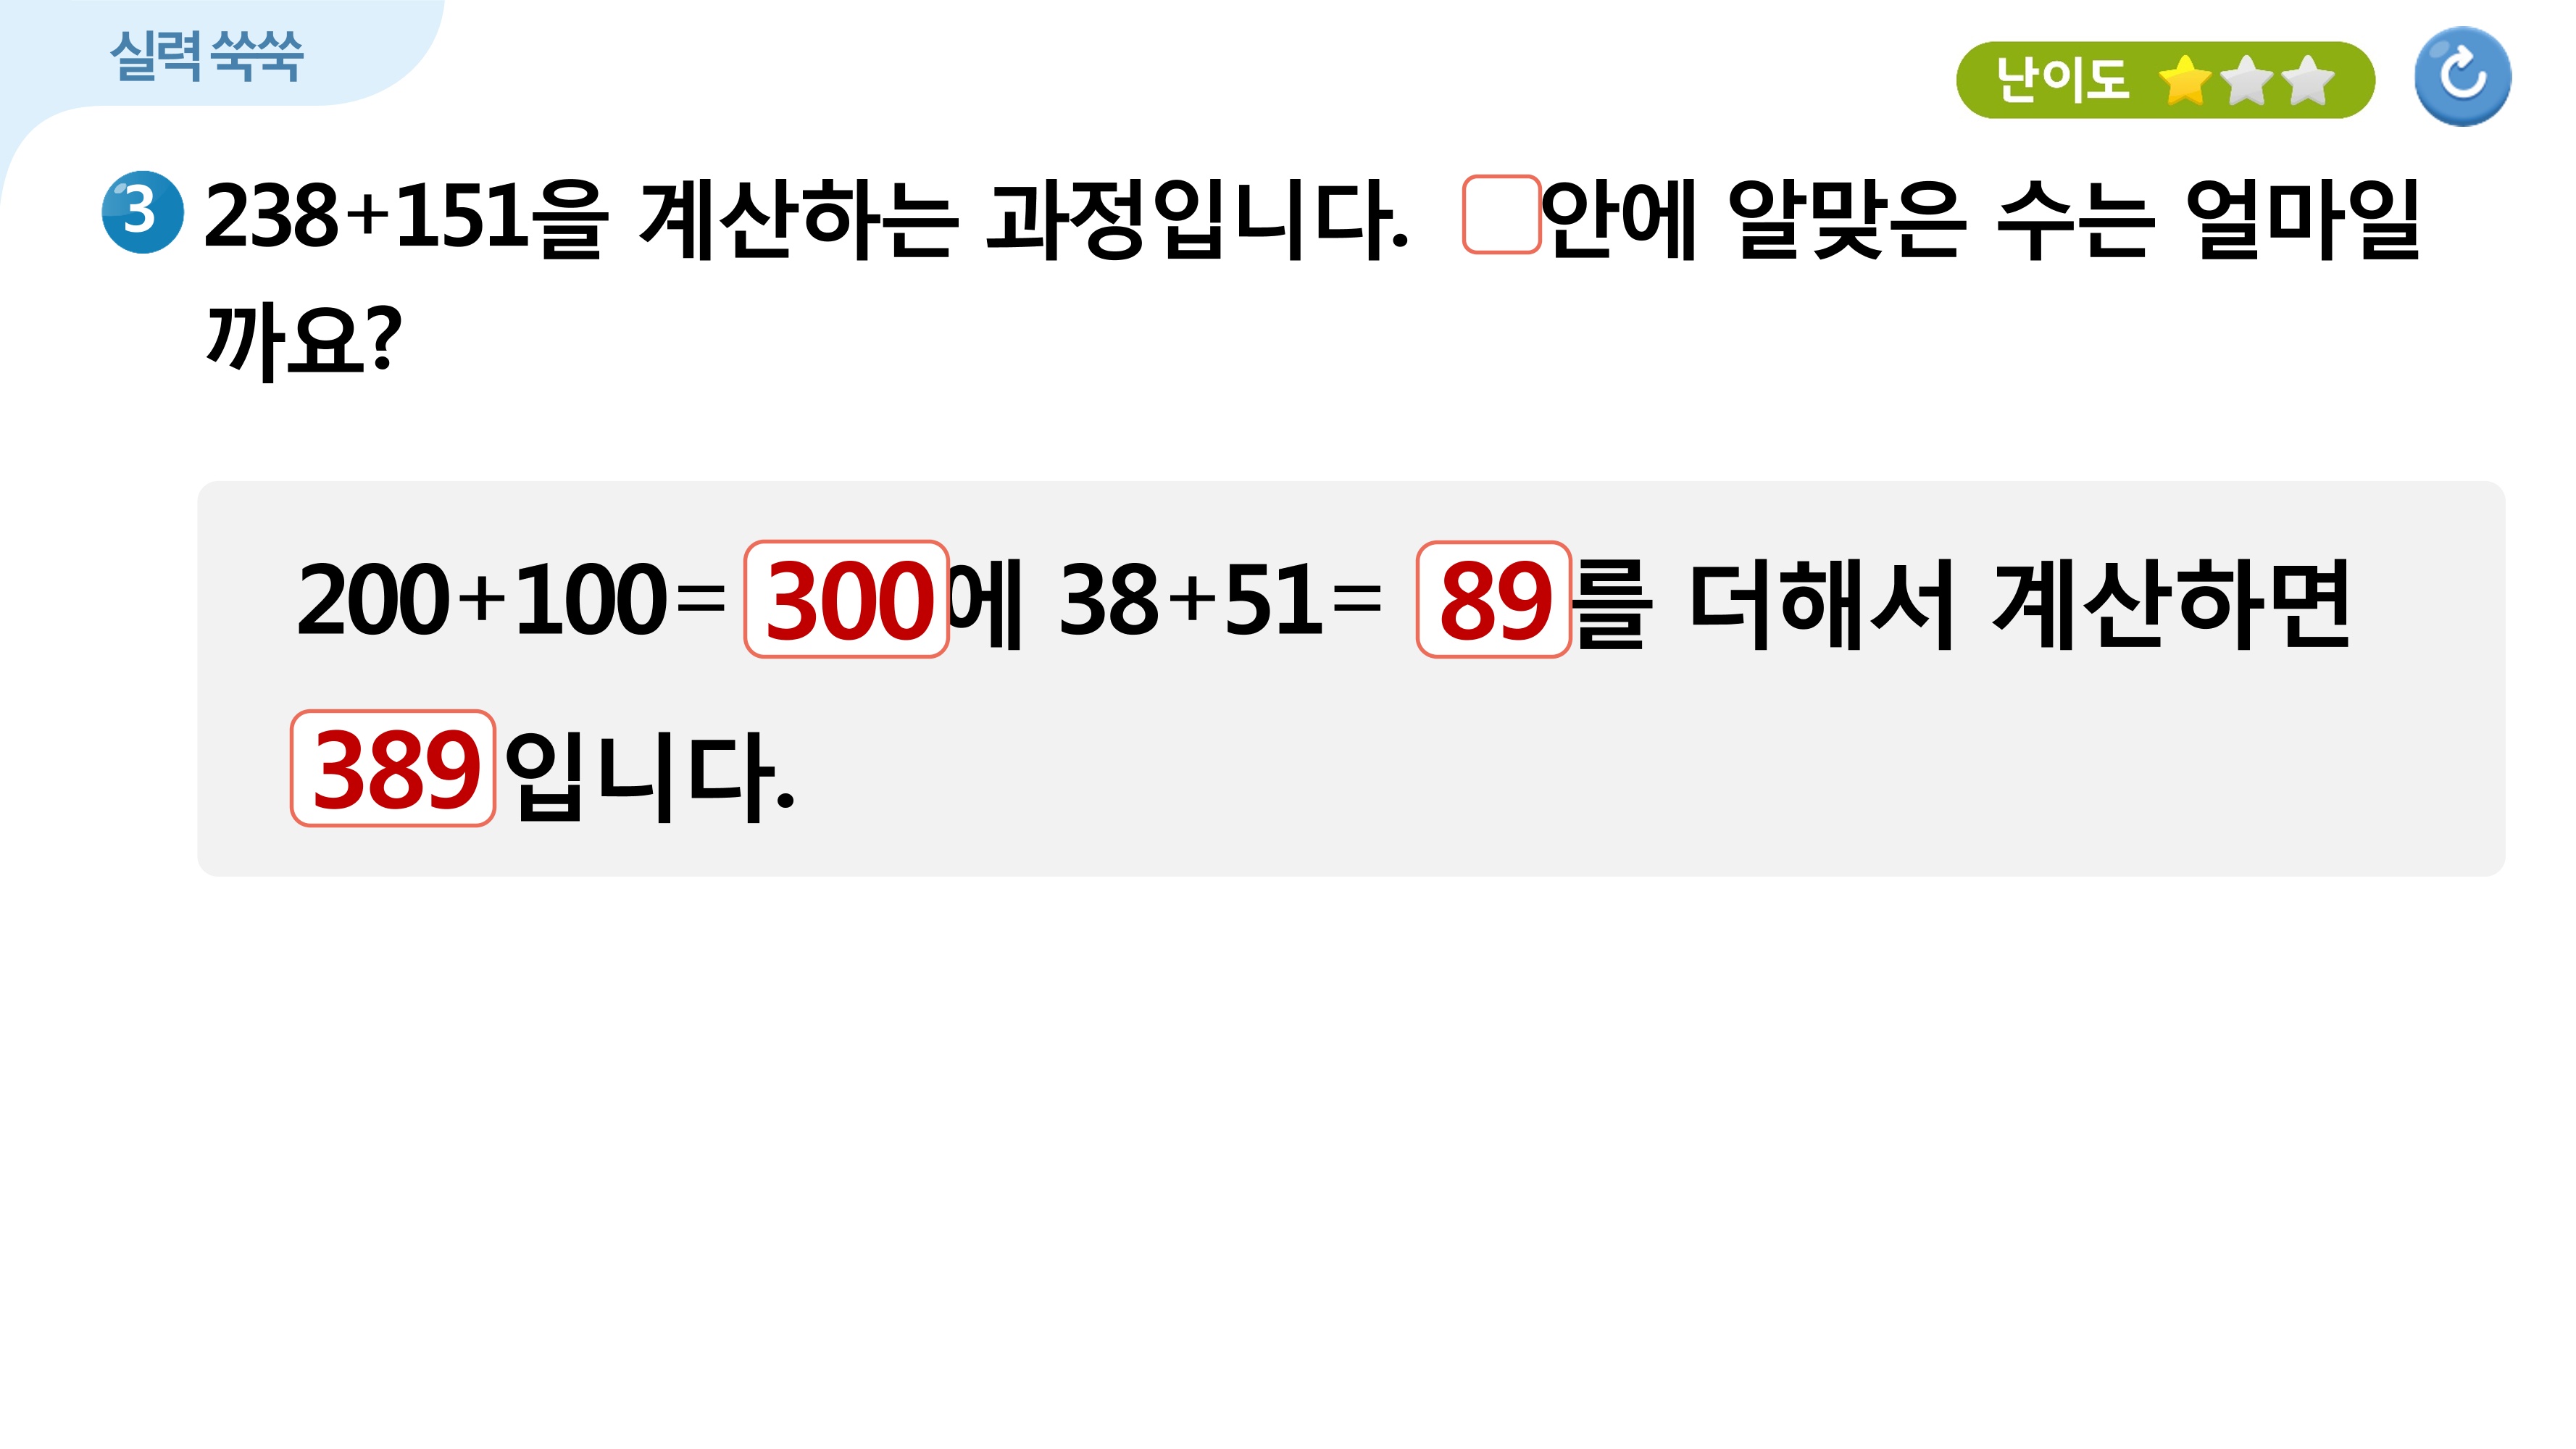 실력 쑥쑥
난이도
3 238+151을 계산하는 과정입니다. □안에 알맞은 수는 얼마일
까요?
200+100= 300에 38+51= 89를 더해서 계산하면
389입니다.